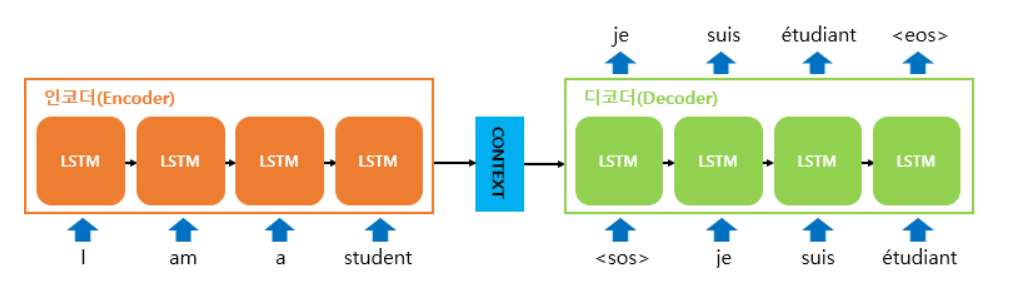 je suis étudiant <eos>
인코더(Encoder)
디코더(Decoder)
LSTM LSTM LSTM LSTM
CONTEXT
LSTM LSTM LSTM LSTM
I am a student
<sos> je suis étudiant